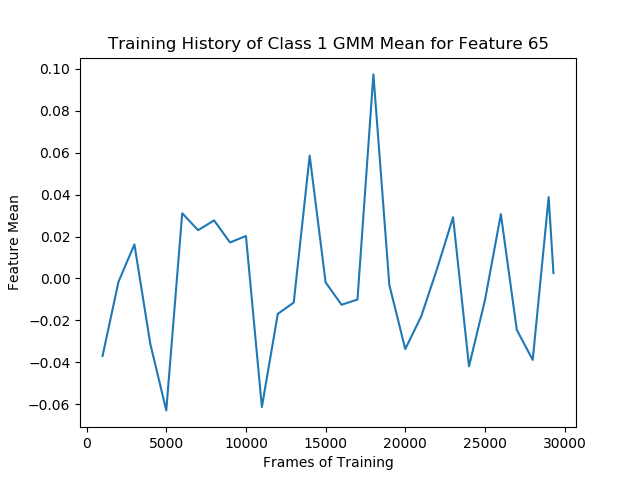 Training History of Class 1 GMM Mean for Feature 65
0.10
0.08
0.06
0.04
0.02
0.00
−0.02
−0.04
−0.06
Feature Mean
0 5000 10000 15000 20000 25000 30000
Frames of Training